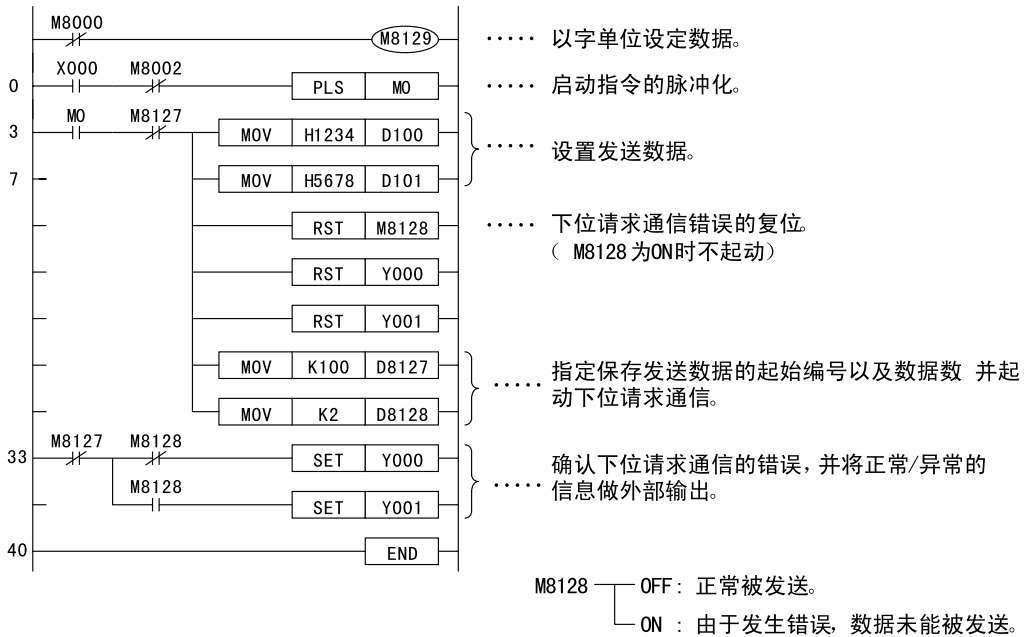 M8000
M8129 ····· 以字单位设定数据。
X000 M8002
0 PLS M0 ····· 启动指令的脉冲化。
M0 M8127
3 MOV H1234 D100
····· 设置发送数据。
7 MOV H5678 D101
RST M8128 ····· 下位请求通信错误的复位。
（ M8128为ON时不起动）
RST Y000
RST Y001
MOV K100 D8127
····· 指定保存发送数据的起始编号以及数据数 并起
动下位请求通信。
MOV K2 D8128
M8127 M8128
33 SET Y000
确认下位请求通信的错误，并将正常/异常的
····· 信息做外部输出。
M8128
SET Y001
40 END
M8128 OFF： 正常被发送。
ON ： 由于发生错误，数据未能被发送。